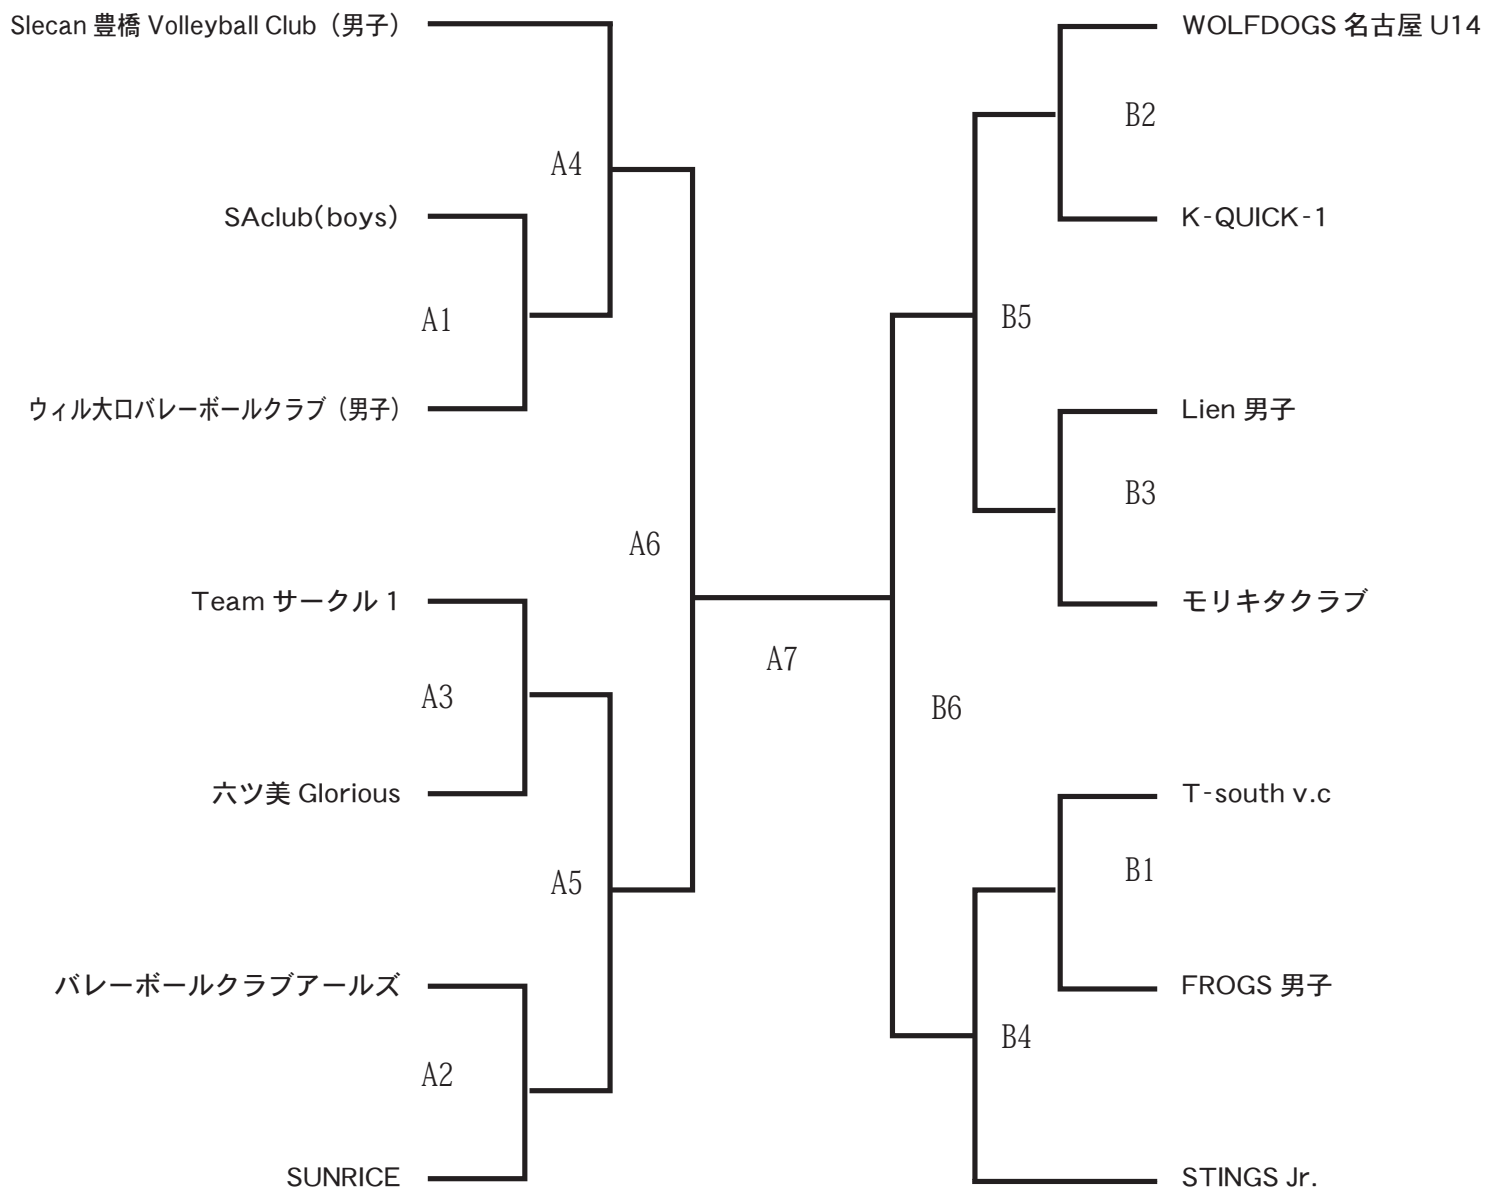 Slecan 豊橋 Volleyball Club（男子）
A4
SAclub(boys)
A1
ウィル大口バレーボールクラブ（男子）
A6
Team サークル 1
A3
六ツ美 Glorious
A5
バレーボールクラブアールズ
A2
SUNRICE
A7
WOLFDOGS 名古屋 U14
B2
K-QUICK-1
B5
Lien 男子
B3
モリキタクラブ
B6
T-south v.c
B1
FROGS 男子
B4
STINGS Jr.